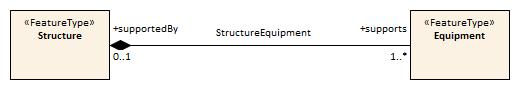 «FeatureType»
Structure
+supportedBy
StructureEquipment
+supports
0..1
1..*
«FeatureType»
Equipment